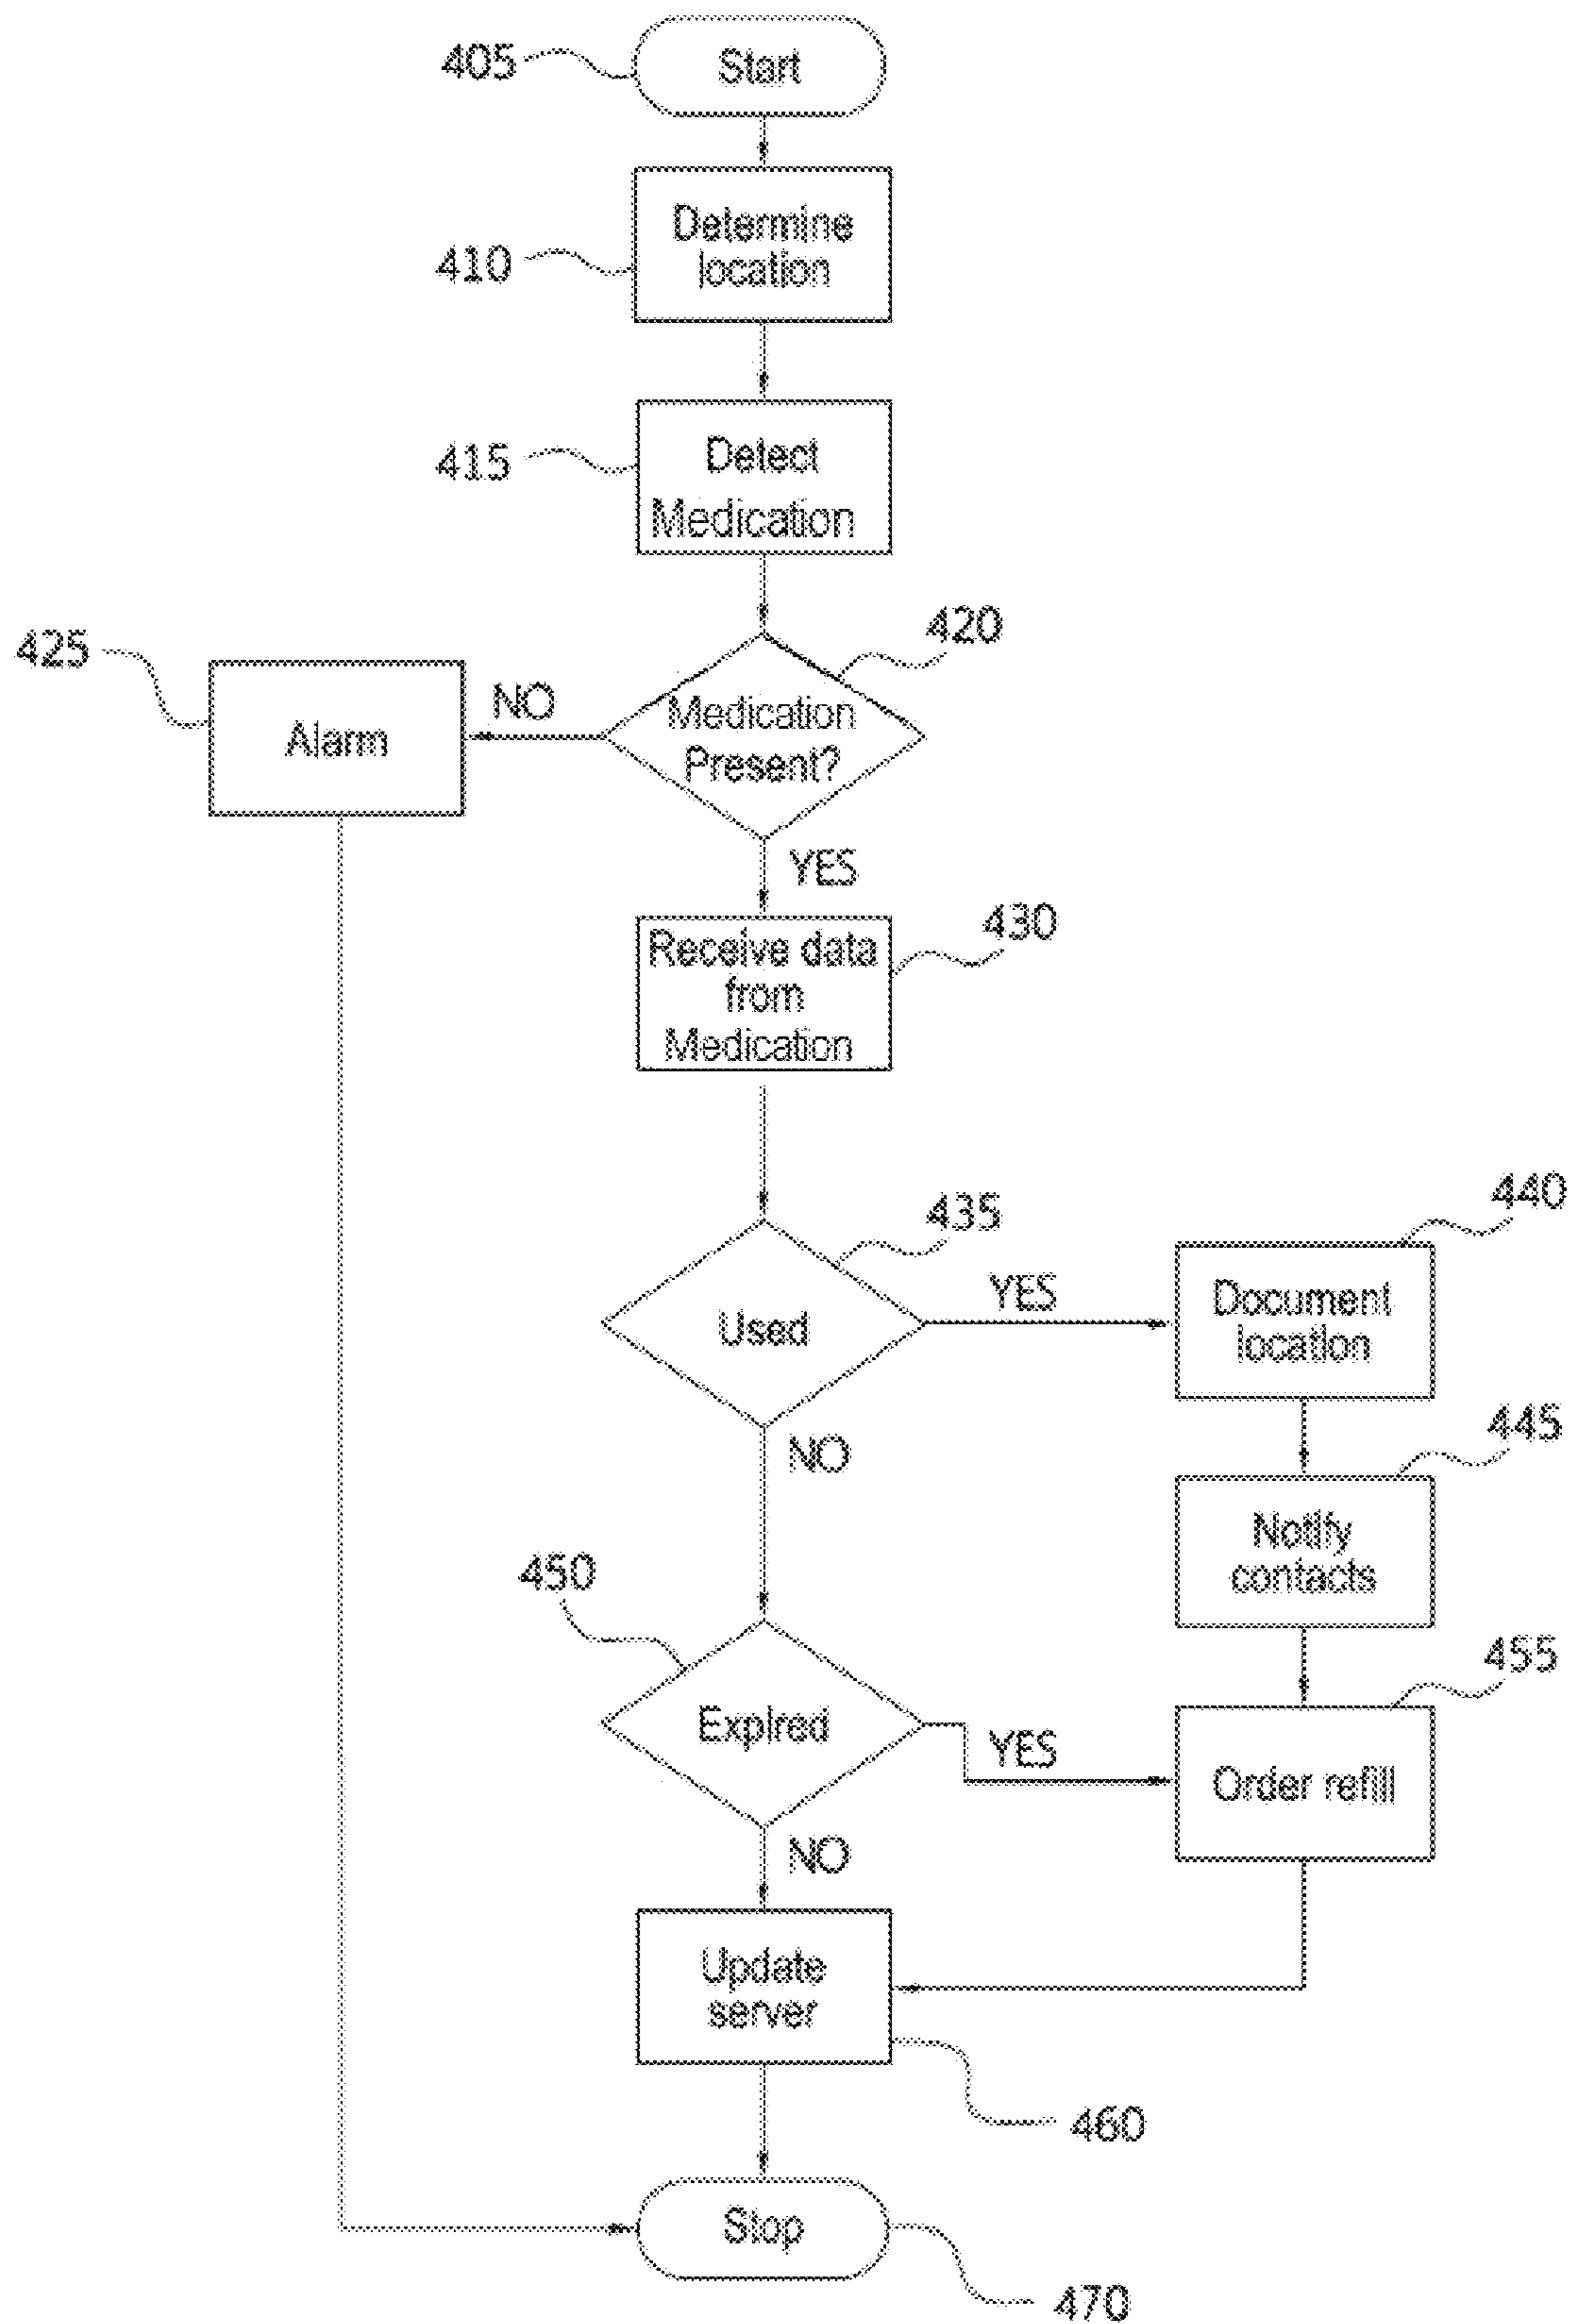 405
Start
410
Determine
location
415
Detect
Medication
420
425
NO
Medication
Present?
Alarm
YES
430
Receive data
from
Medication
435
440
YES
Document
location
Used
NO
445
Notify
contacts
450
455
Expired
YES
Order refill
NO
Update
server
460
Stop
470